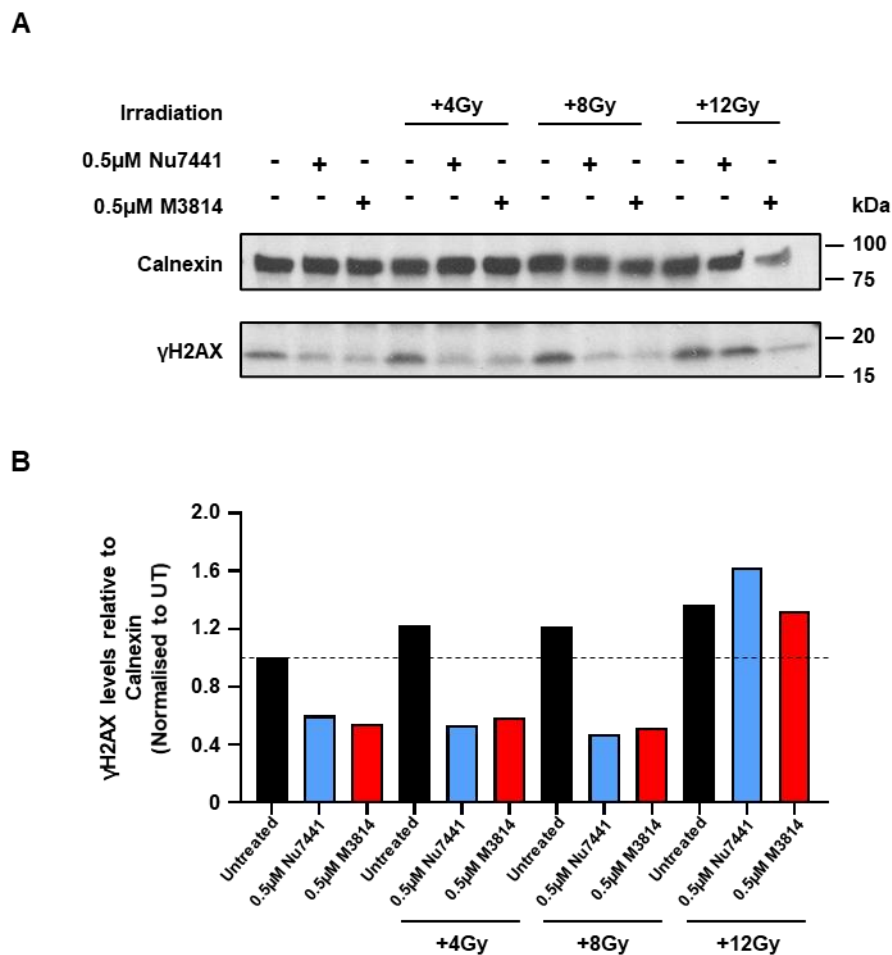 A
Irradiation +4Gy +8Gy +12Gy
0.5µM Nu7441 - + - - + - - + - - + -
0.5µM M3814 - - + - - + - - + - - +
kDa
Calnexin
100
75
γH2AX
20
15
B
γH2AX levels relative to
Calnexin
(Normalised to UT)
2.0
1.6
1.2
0.8
0.4
0
Untreated 0.5µM Nu7441 0.5µM M3814 Untreated 0.5µM Nu7441 0.5µM M3814 Untreated 0.5µM Nu7441 0.5µM M3814 Untreated 0.5µM Nu7441 0.5µM M3814
+4Gy +8Gy +12Gy